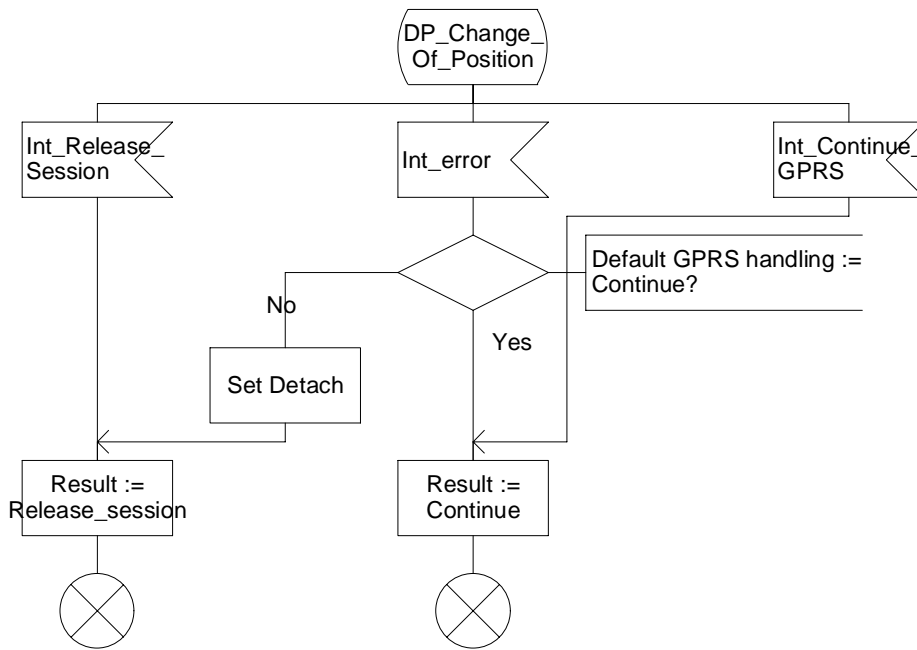 DP_Change_
Of_Position
Int_Release_
Session
Int_error
Int_Continue_
GPRS
Default GPRS handling :=
Continue?
No
Yes
Set Detach
Result :=
Release_session
Result :=
Continue